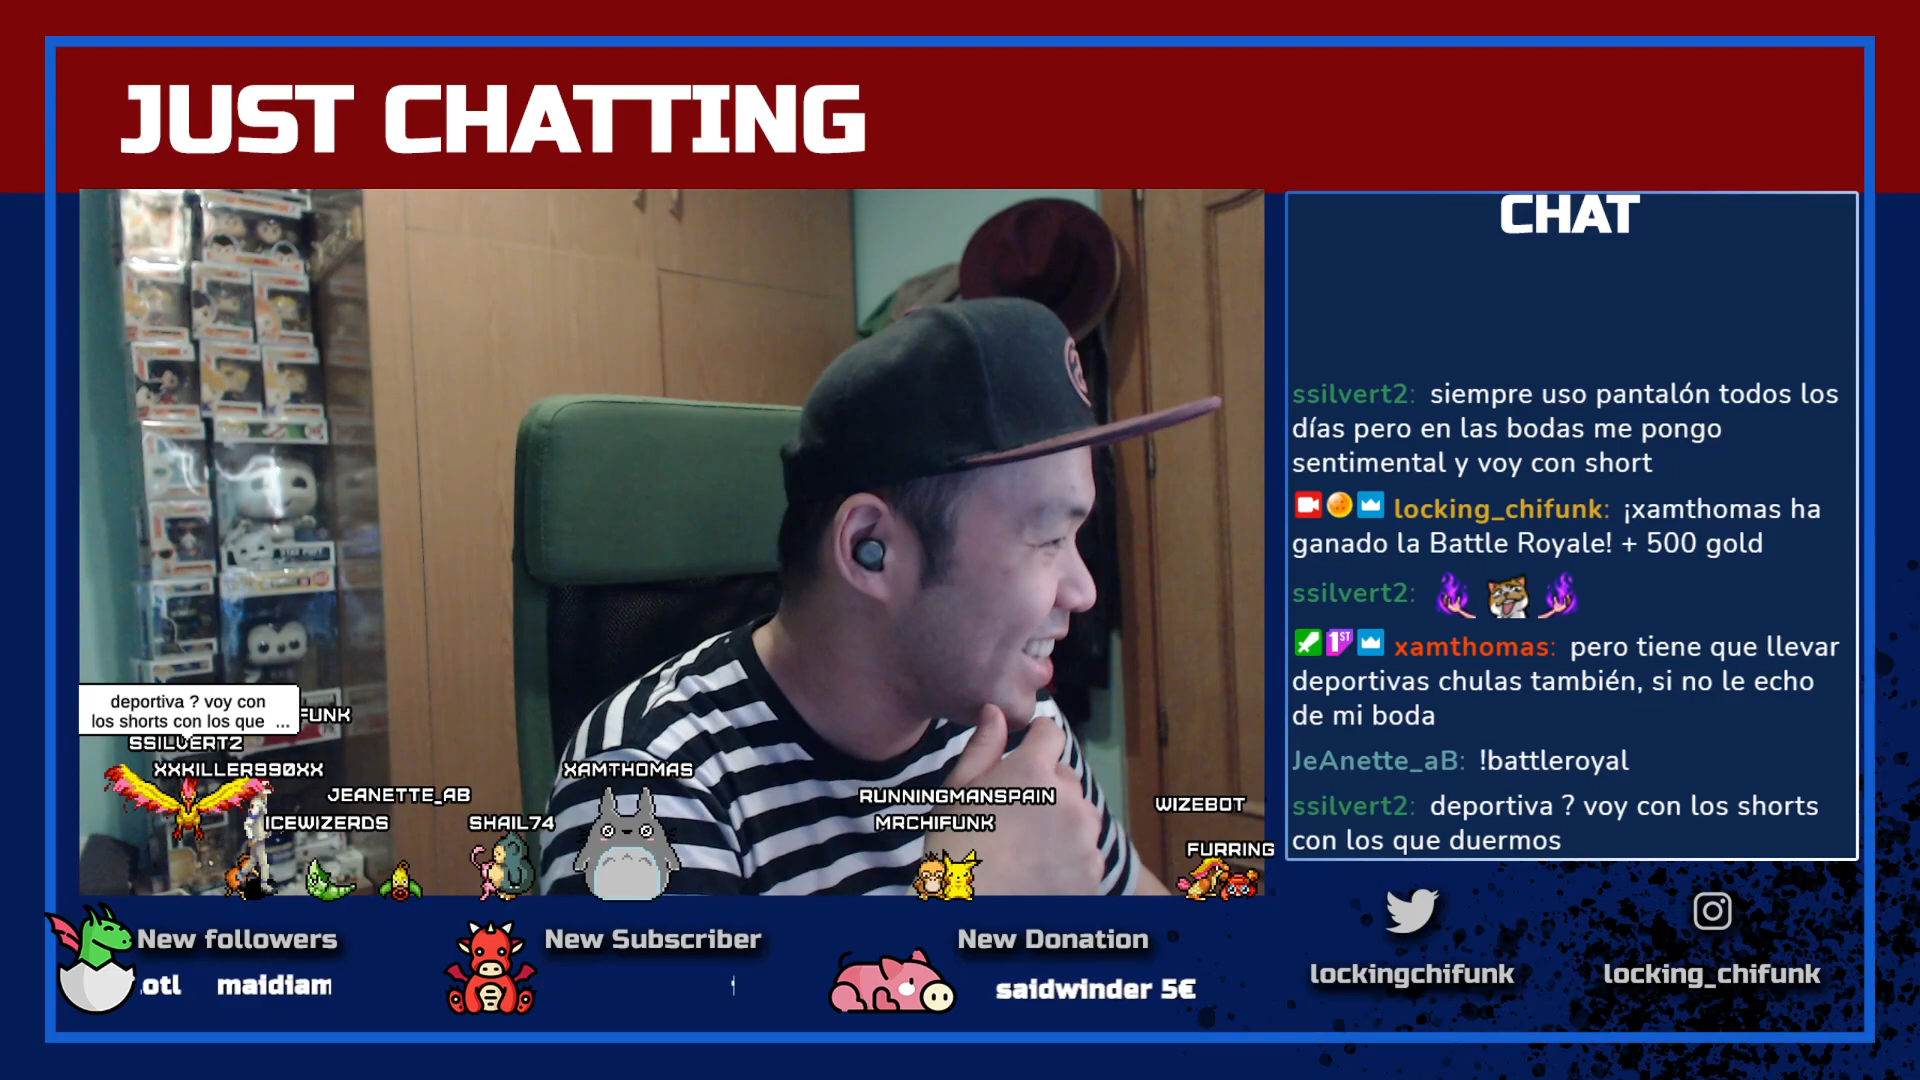 JUST CHATTING
CHAT
ssilvert2: siempre uso pantalón todos los
días pero en las bodas me pongo
sentimental y voy con short
locking_chifunk: ¡xamthomas ha
ganado la Battle Royale! + 500 gold
ssilvert2:
1ST xamthomas: pero tiene que llevar
deportivas chulas también, si no le echo
de mi boda
JeAnette_aB: !battleroyal
ssilvert2: deportiva ? voy con los shorts
con los que duermos
deportiva ? voy con
los shorts con los que ...
FUNK
SSILVERT2
XXKILLER990XX
JEANETTE_AB
ICEWIZERDS
SHAIL74
XAMTHOMAS
RUNNINGMANSPAIN
MRCHIFUNK
WIZEBOT
FURRING
New followers
otl maidiam
New Subscriber
New Donation
saidwinder 5€
lockingchifunk
locking_chifunk